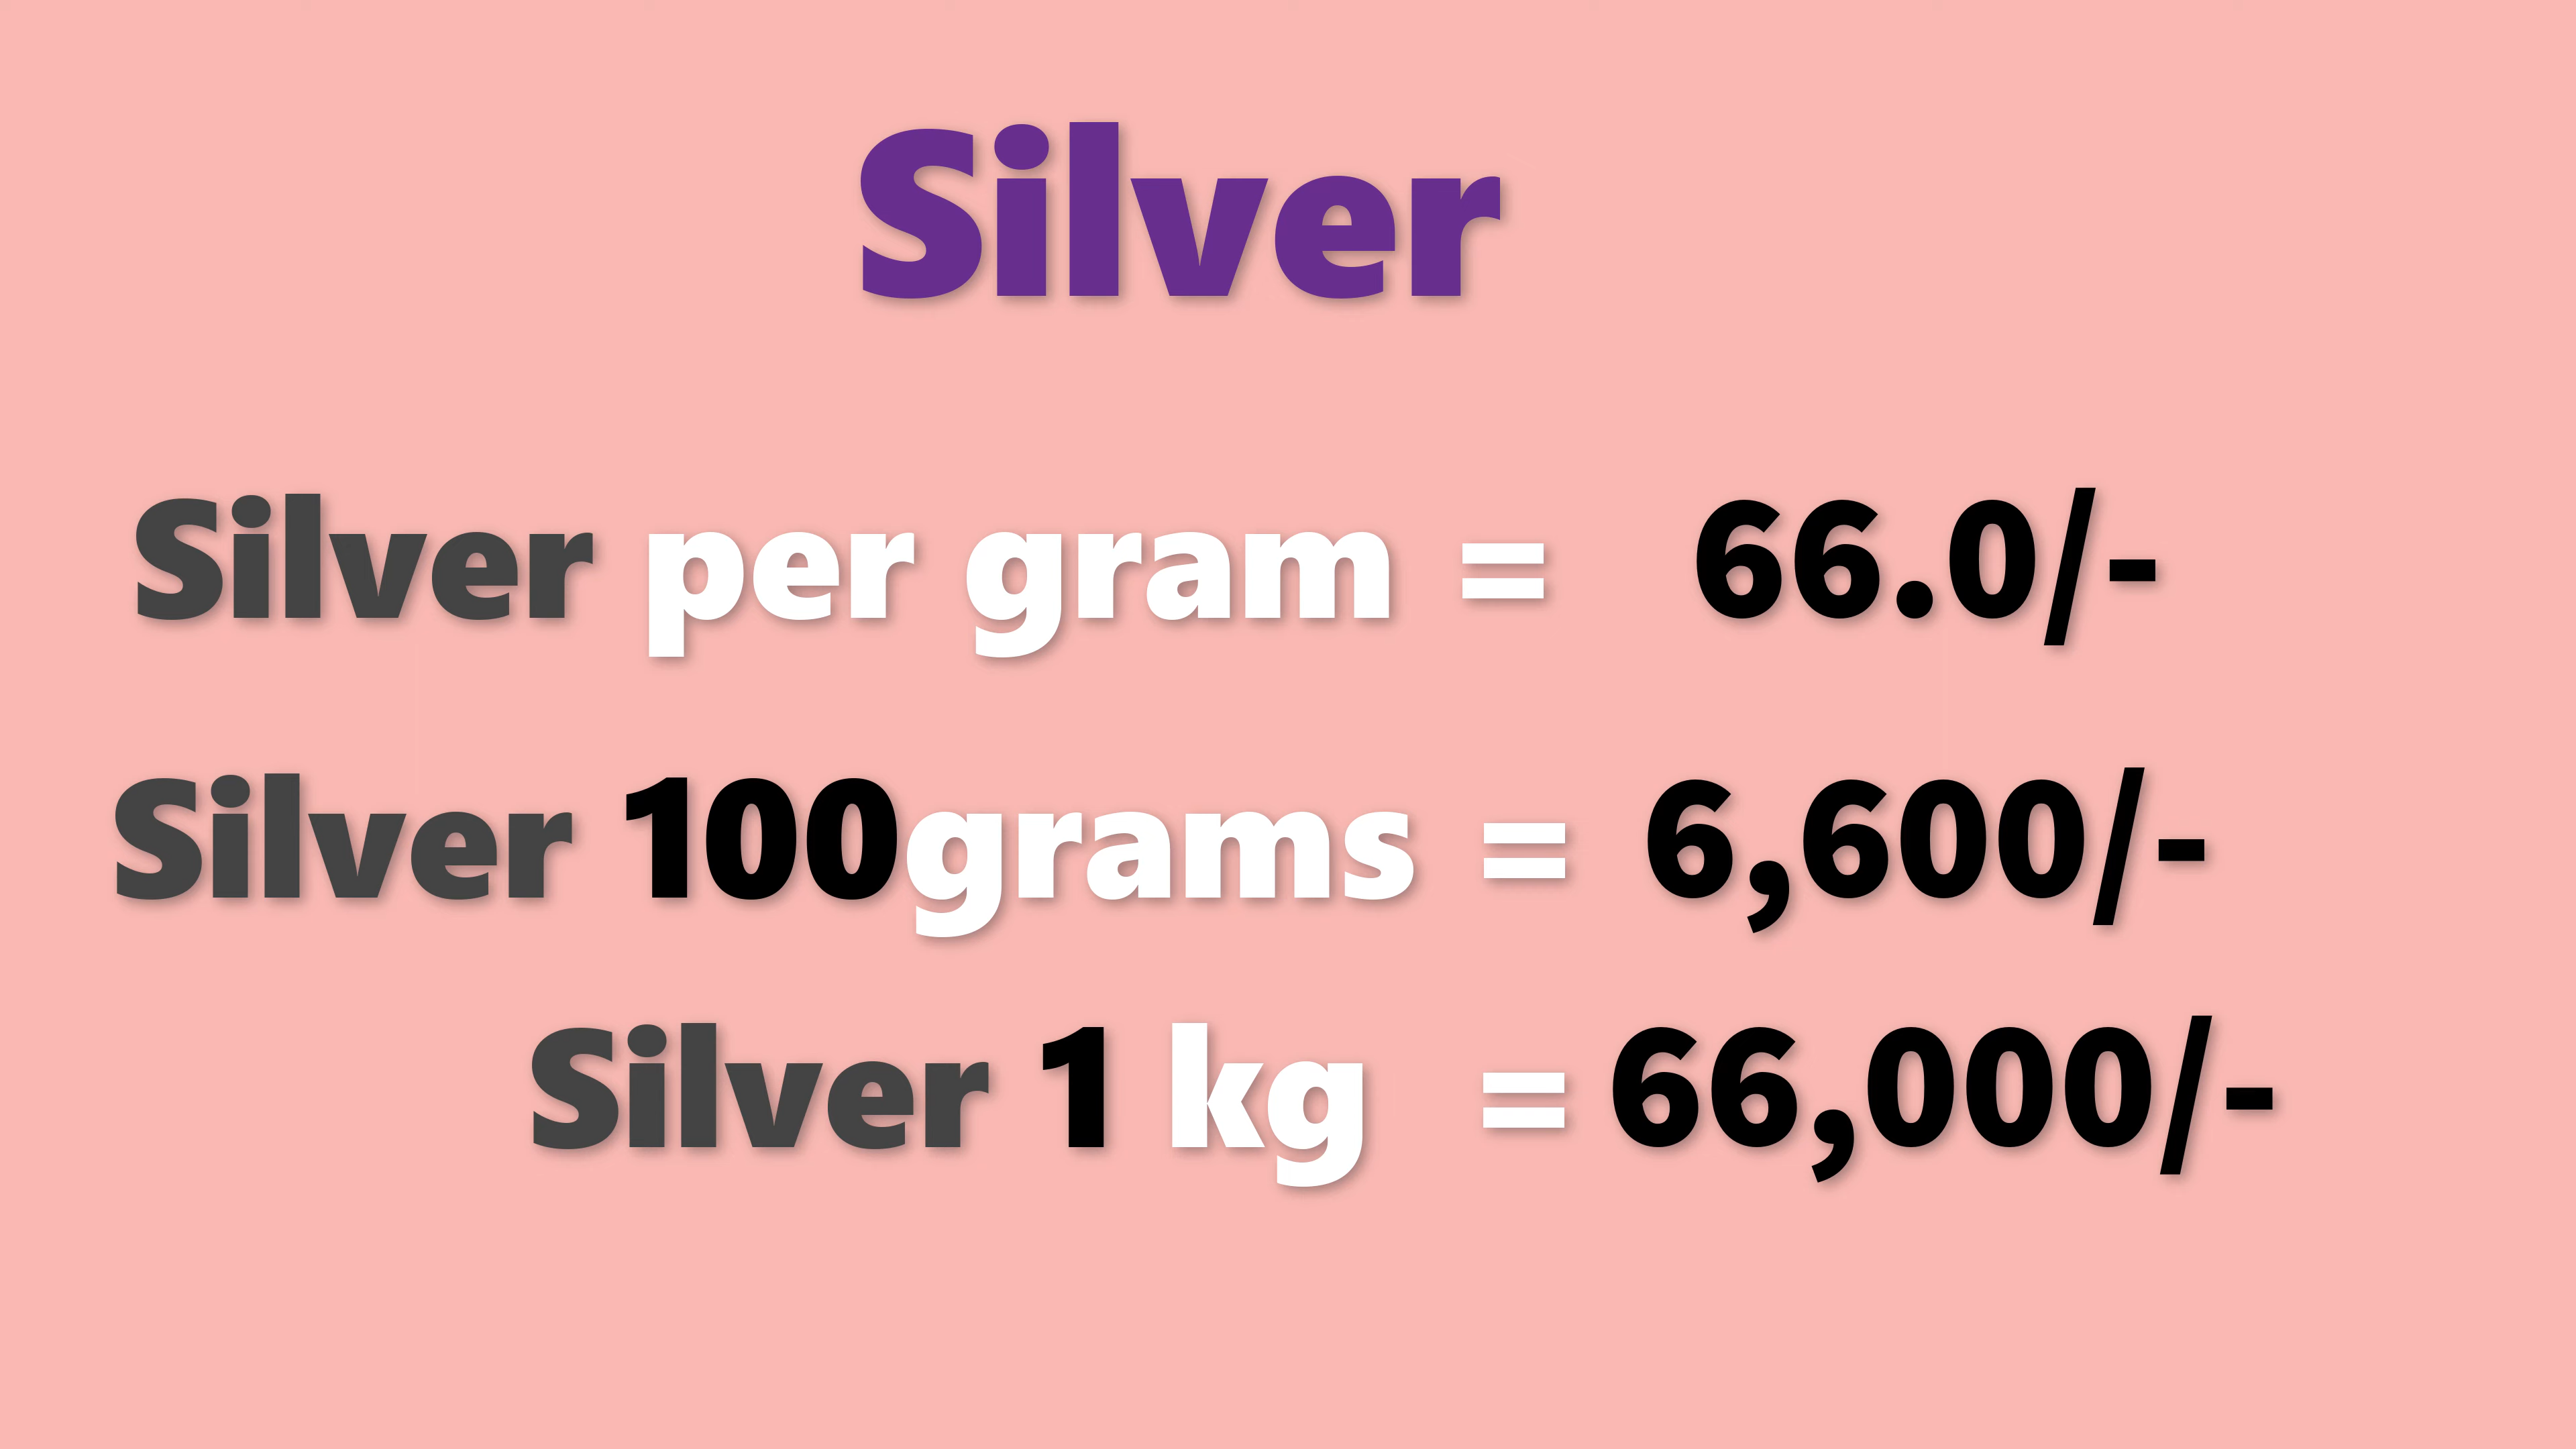 Silver
Silver per gram = 66.0/-
Silver 100grams = 6,600/-
Silver 1 kg = 66,000/-